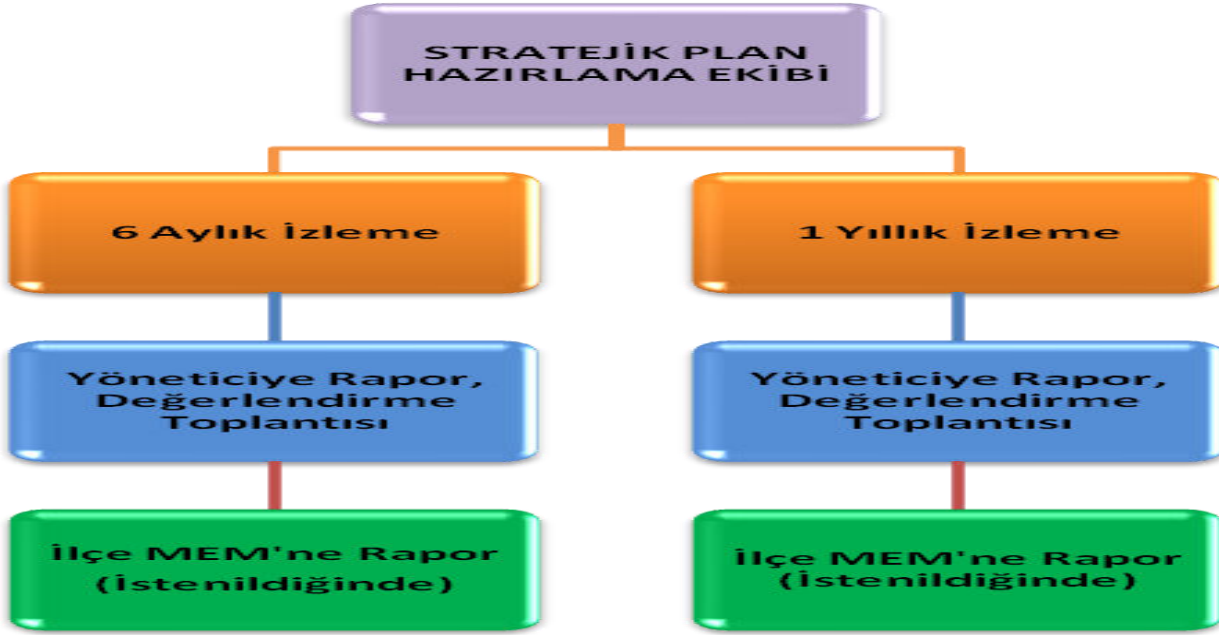 STRATEJİK PLAN
HAZIRLAMA EKİBİ
6 Aylık İzleme
1 Yıllık İzleme
Yöneticiye Rapor,
Değerlendirme
Toplantısı
Yöneticiye Rapor,
Değerlendirme
Toplantısı
İlçe MEM'ne Rapor
(İstenildiğinde)
İlçe MEM'ne Rapor
(İstenildiğinde)